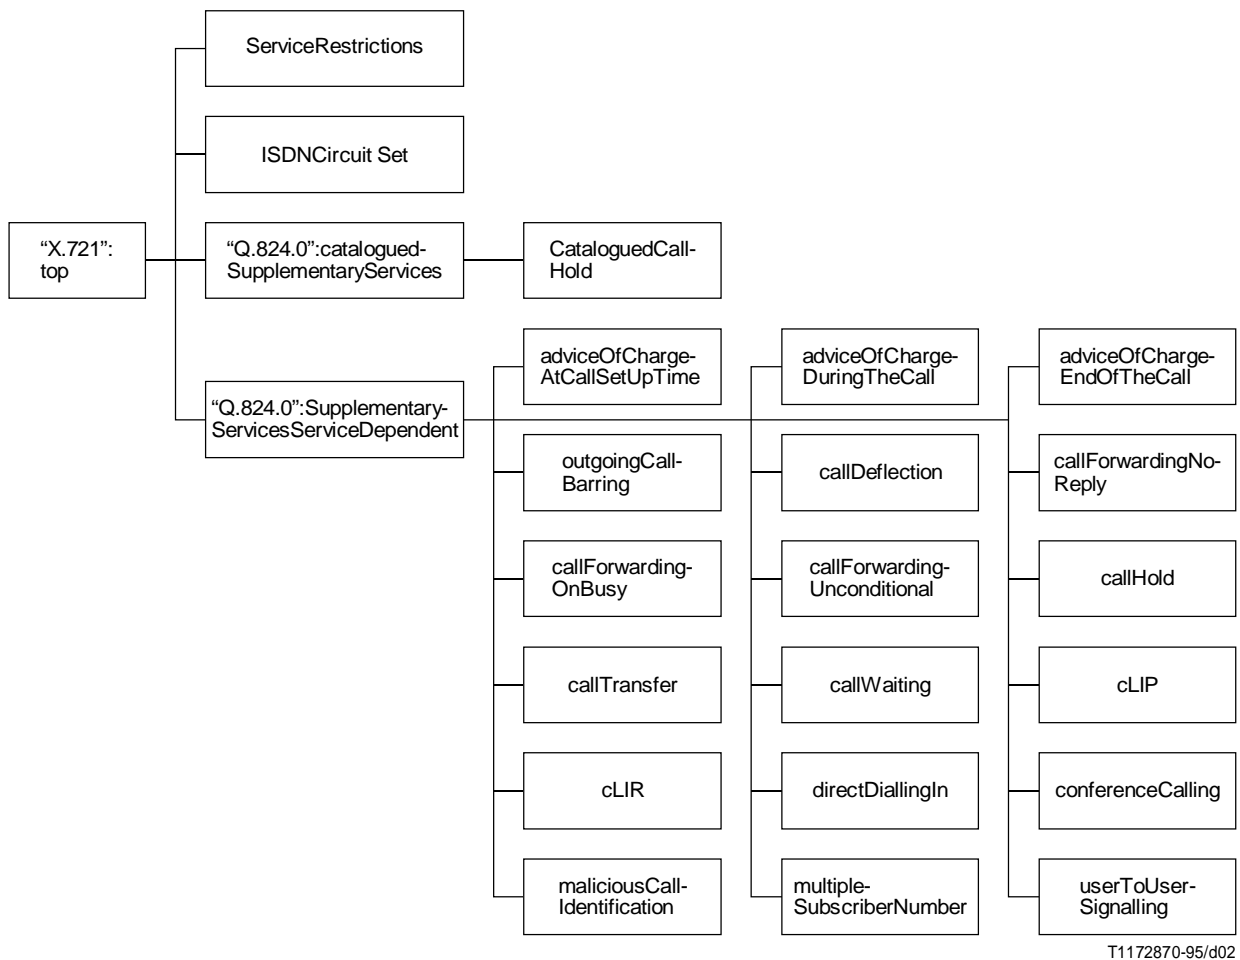 ServiceRestrictions
ISDNCircuit Set
“X.721”:
top
“Q.824.0”:catalogued-
SupplementaryServices
CataloguedCall-
Hold
“Q.824.0”:Supplementary-
ServicesServiceDependent
adviceOfCharge-
AtCallSetUpTime
adviceOfCharge-
DuringTheCall
adviceOfCharge-
EndOfTheCall
outgoingCall-
Barring
callDeflection
callForwardingNo-
Reply
callForwarding-
OnBusy
callForwarding-
Unconditional
callHold
callTransfer
callWaiting
cLIP
cLIR
directDiallingIn
conferenceCalling
maliciousCall-
Identification
multiple-
SubscriberNumber
userToUser-
Signalling
T1172870-95/d02